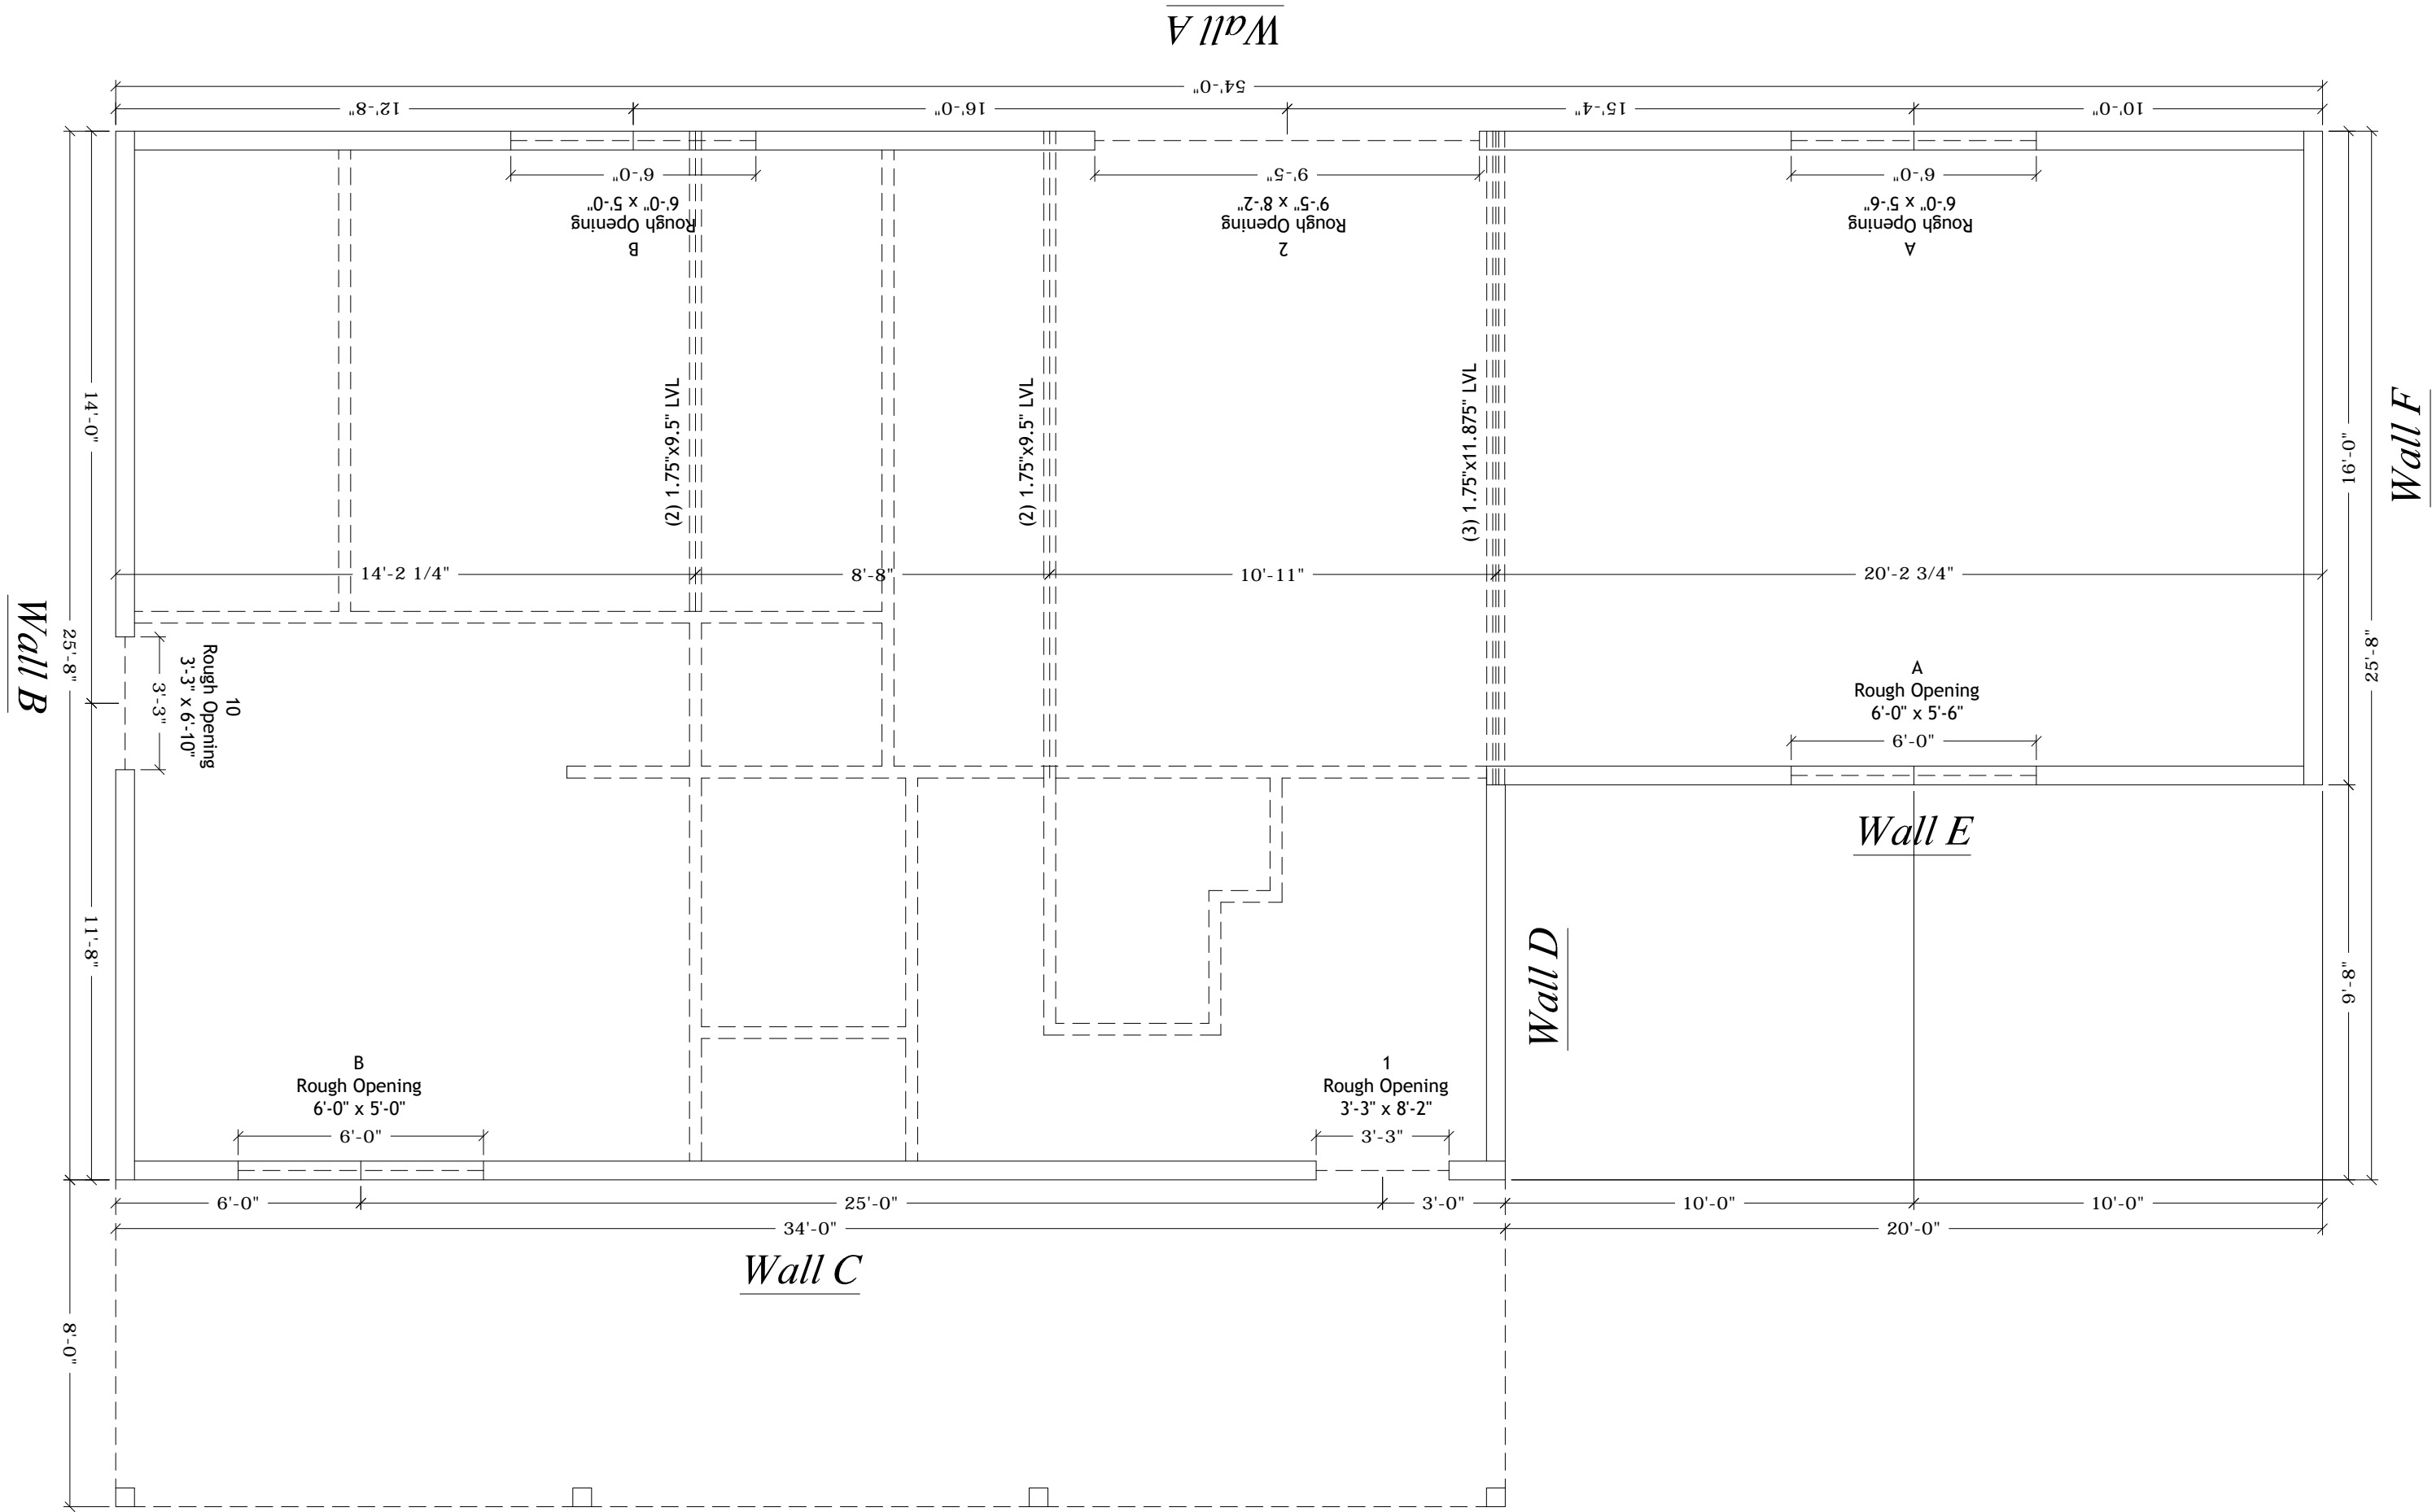 Wall A
54'-0"
12'-8"
16'-0"
15'-4"
10'-0"
6'-0"
Rough Opening
6'-0" x 5'-0"
B
9'-5"
Rough Opening
9'-5" x 8'-2"
2
6'-0"
Rough Opening
6'-0" x 5'-6"
A
14'-0"
25'-8"
11'-8"
8'-0"
Wall B
(2) 1.75"x9.5" LVL
(2) 1.75"x9.5" LVL
(3) 1.75"x11.875" LVL
14'-2 1/4"
8'-8"
10'-11"
20'-2 3/4"
10
Rough Opening
3'-3" x 6'-10"
3'-3"
Wall F
16'-0"
25'-8"
9'-8"
A
Rough Opening
6'-0" x 5'-6"
6'-0"
Wall E
Wall D
B
Rough Opening
6'-0" x 5'-0"
6'-0"
1
Rough Opening
3'-3" x 8'-2"
3'-3"
6'-0"
25'-0"
3'-0"
10'-0"
10'-0"
34'-0"
20'-0"
Wall C